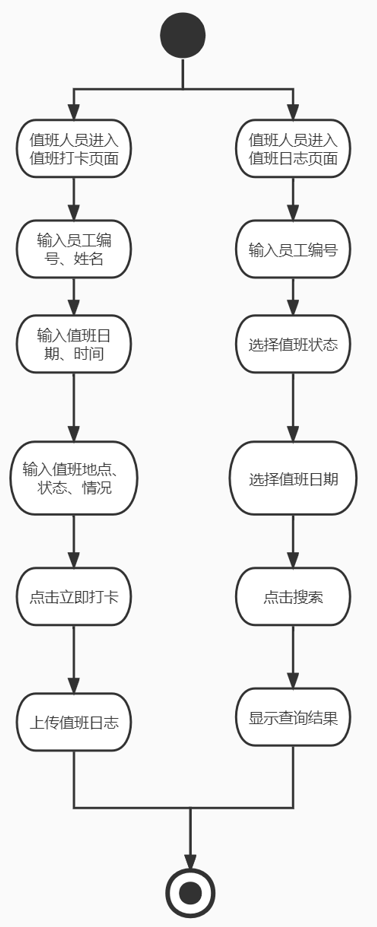 值班人员进入
值班打卡页面
输入员工编
号、姓名
输入值班日
期、时间
输入值班地点、
状态、情况
点击立即打卡
上传值班日志
值班人员进入
值班日志页面
输入员工编号
选择值班状态
选择值班日期
点击搜索
显示查询结果